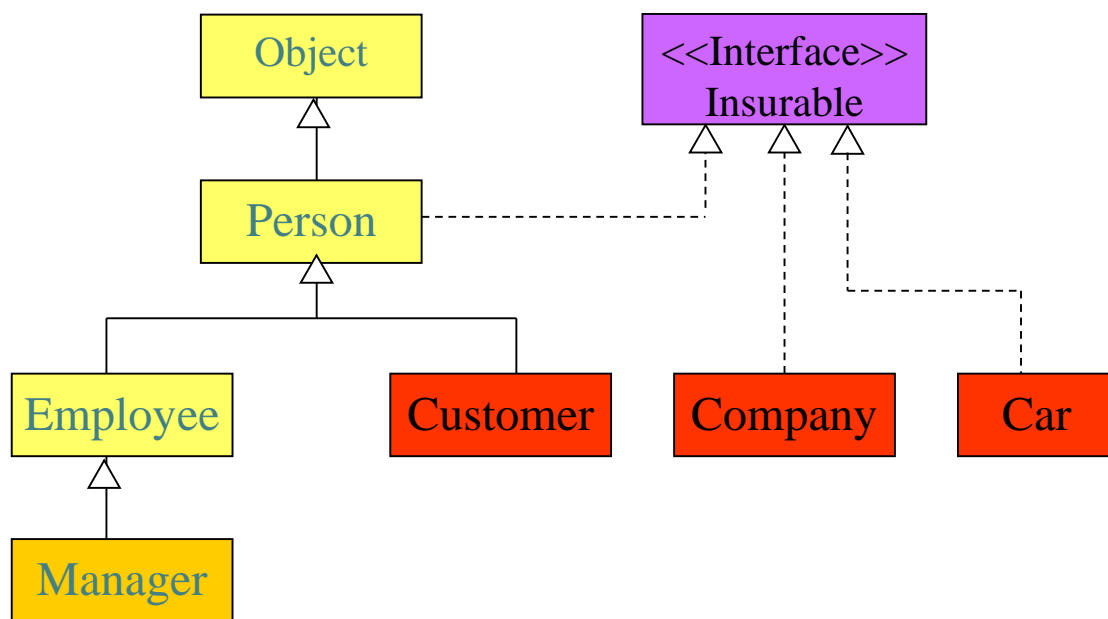 Object
<<Interface>>
Insurable
Person
Employee
Customer
Company
Car
Manager